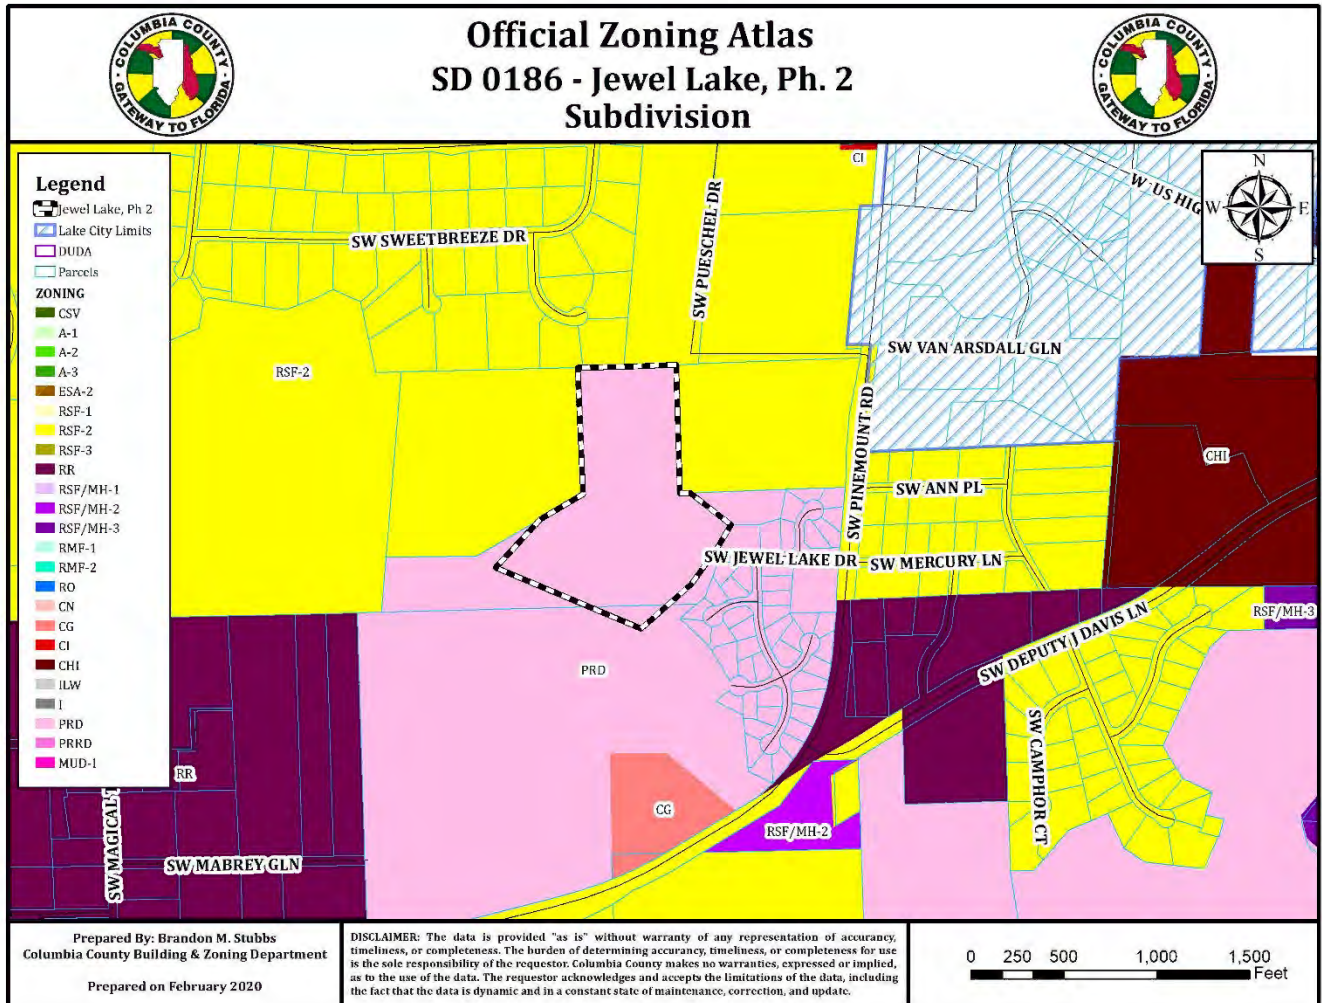 Official Zoning Atlas
SD 0186 - Jewel Lake, Ph. 2
Subdivision
COLUMBIA COUNTY
GATEWAY TO FLORIDA
COLUMBIA COUNTY
GATEWAY TO FLORIDA
Legend
Jewel Lake, Ph 2
Lake City Limits
DUDA
Parcels
ZONING
CSV
A-1
A-2
A-3
ESA-2
RSF-1
RSF-2
RSF-3
RR
RSF/MH-1
RSF/MH-2
RSF/MH-3
RMF-1
RMF-2
RO
CN
CG
CI
CHI
ILW
I
PRD
PRRD
MUD-I
N
W
E
S
CI
W US HIG
SW SWEETBREEZE DR
SW PUESCHEL DR
SW VAN ARSDALL GLN
RSF-2
SW PINEMOUNT RD
CHI
SW ANN PL
SW JEWEL LAKE DR
SW MERCURY LN
RSF/MH-3
SW DEPUTY J DAVIS LN
PRD
SW CAMPHOR CT
RR
CG
RSF/MH-2
SW MAGICAL
SW MABREY GLN
Prepared By: Brandon M. Stubbs
Columbia County Building & Zoning Department
Prepared on February 2020
DISCLAIMER: The data is provided "as is" without warranty of any representation of accuracy,
timeliness, or completeness. The burden of determining accuracy, timeliness, or completeness for use
is the sole responsibility of the requestor. Columbia County makes no warranties, expressed or implied,
as to the use of the data. The requestor acknowledges and accepts the limitations of the data, including
the fact that the data is dynamic and in a constant state of maintenance, correction, and update.
0 250 500 1,000 1,500
Feet